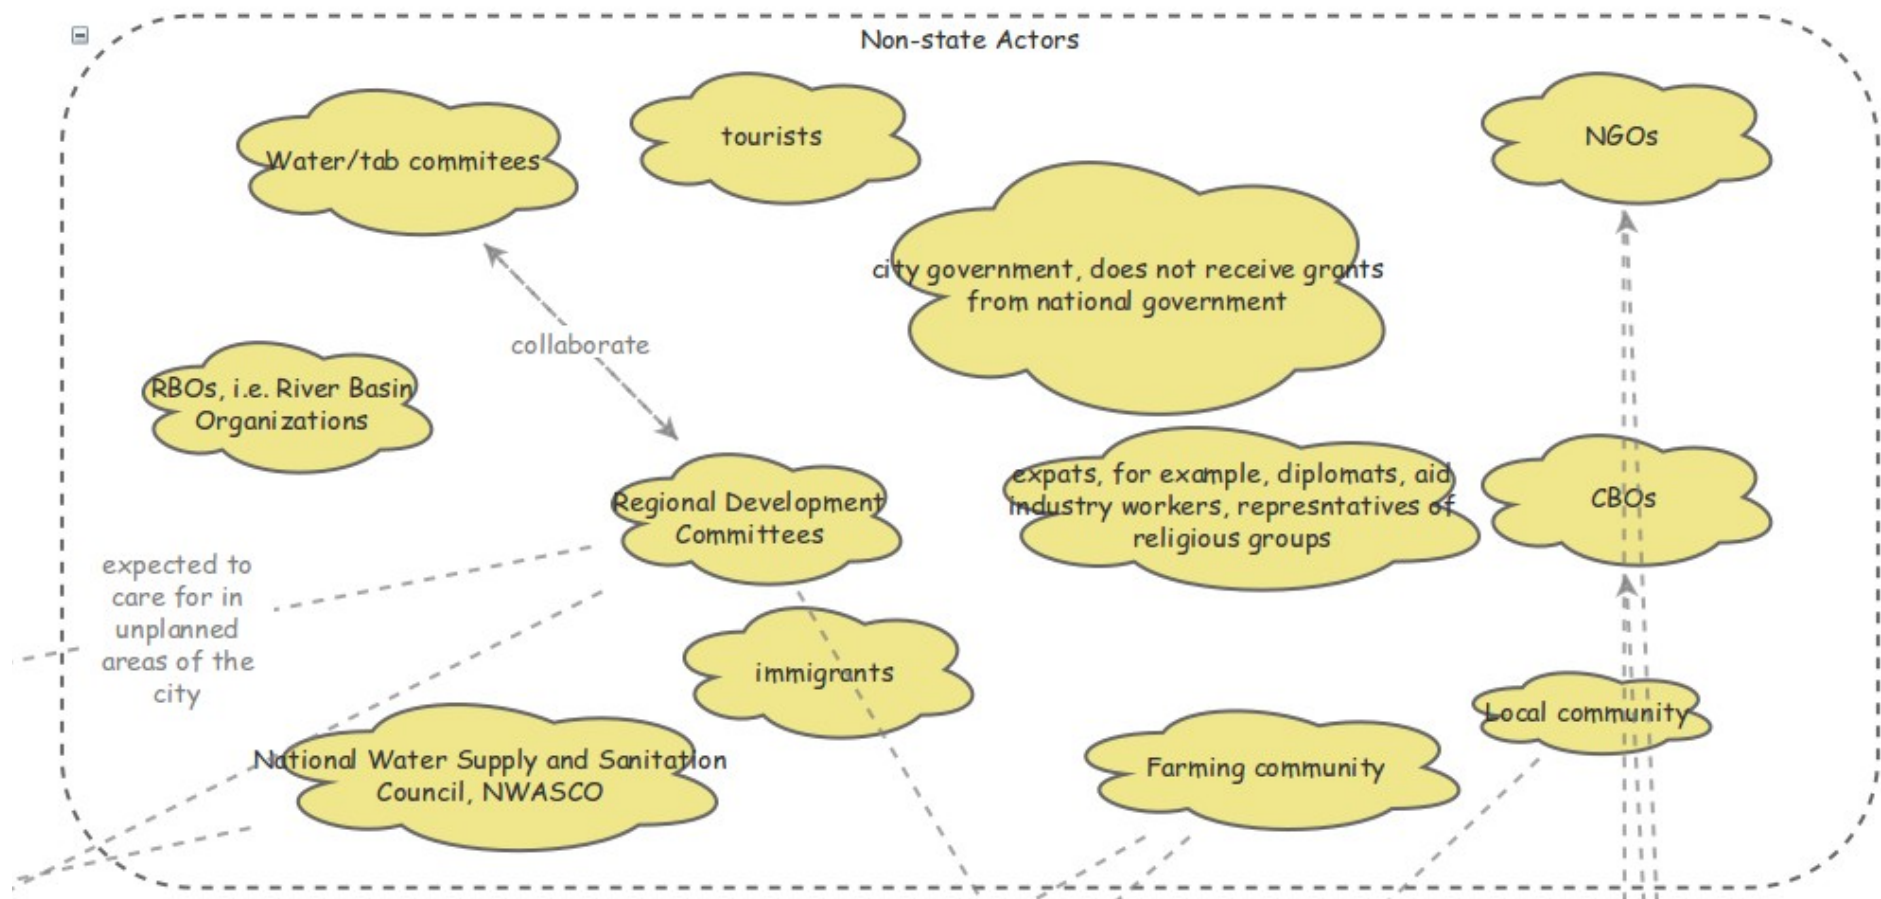 Non-state Actors
Water/tab commitees
tourists
NGOs
city government, does not receive grants
from national government
collaborate
RBOs, i.e. River Basin
Organizations
Regional Development
Committees
expats, for example, diplomats, aid
industry workers, represntatives of
religious groups
CBOs
expected to
care for in
unplanned
areas of the
city
immigrants
Local community
National Water Supply and Sanitation
Council, NWASCO
Farming community